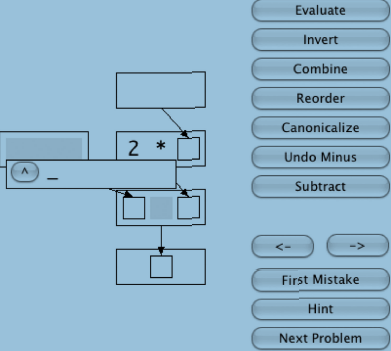 Evaluate
Invert
Combine
Reorder
Canonicalize
2 *
Undo Minus
^ _
Subtract
<- ->
First Mistake
Hint
Next Problem